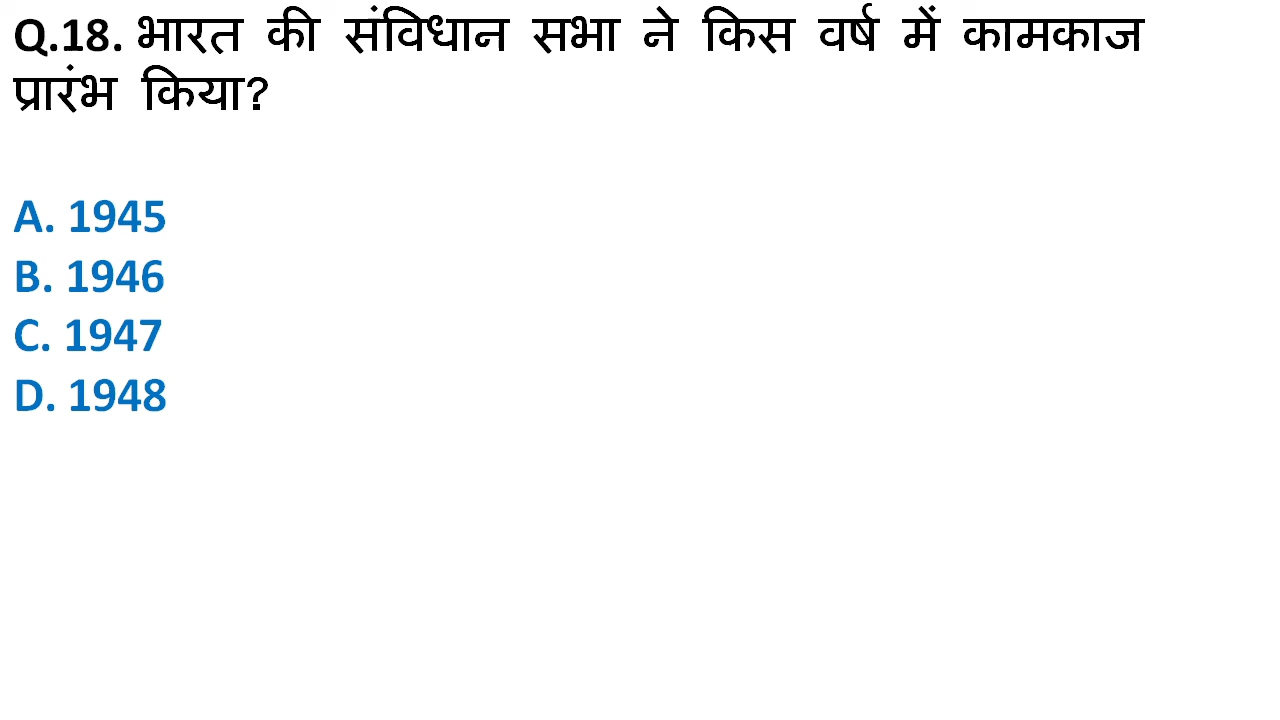 Q.18. भारत की संविधान सभा ने किस वर्ष में कामकाज
प्रारंभ किया?
A. 1945
B. 1946
C. 1947
D. 1948